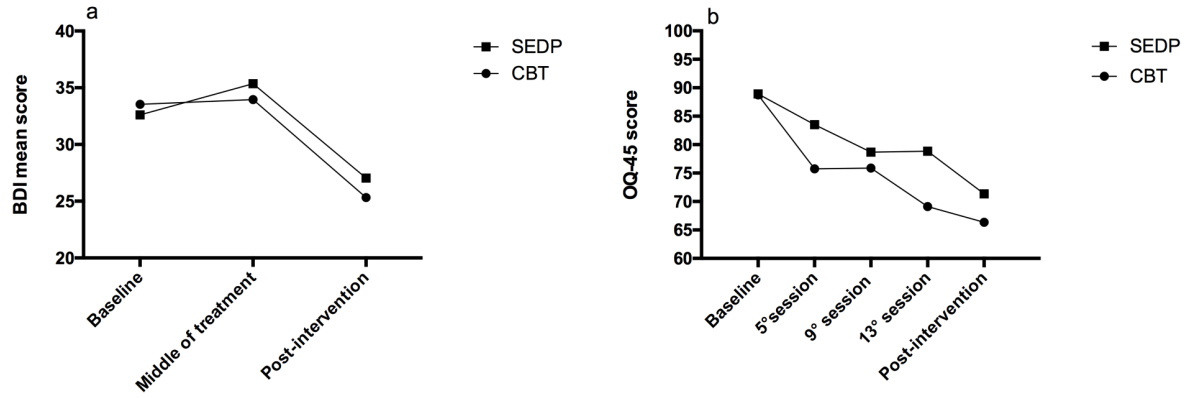 a
BDI mean score
40
35
30
25
20
Baseline
Middle of treatment
Post-intervention
SEDP
CBT
b
OQ-45 score
100
95
90
85
80
75
70
65
60
Baseline
5°session
9° session
13° session
Post-intervention
SEDP
CBT